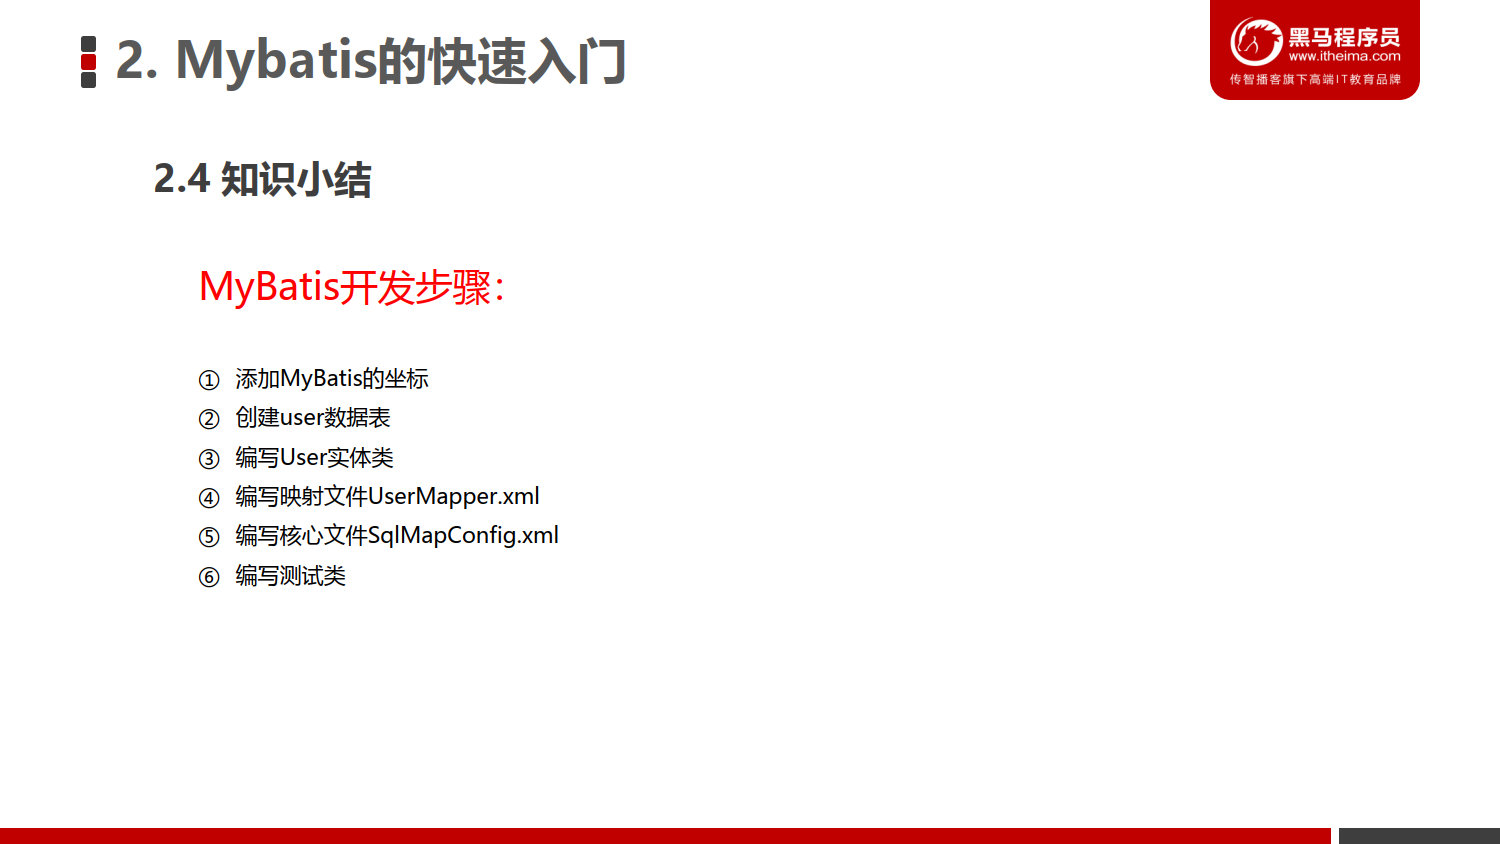 2. Mybatis的快速入门
黑马程序员
www.itheima.com
传智播客旗下高端IT教育品牌
2.4 知识小结
MyBatis开发步骤：
① 添加MyBatis的坐标
② 创建user数据表
③ 编写User实体类
④ 编写映射文件UserMapper.xml
⑤ 编写核心文件SqlMapConfig.xml
⑥ 编写测试类